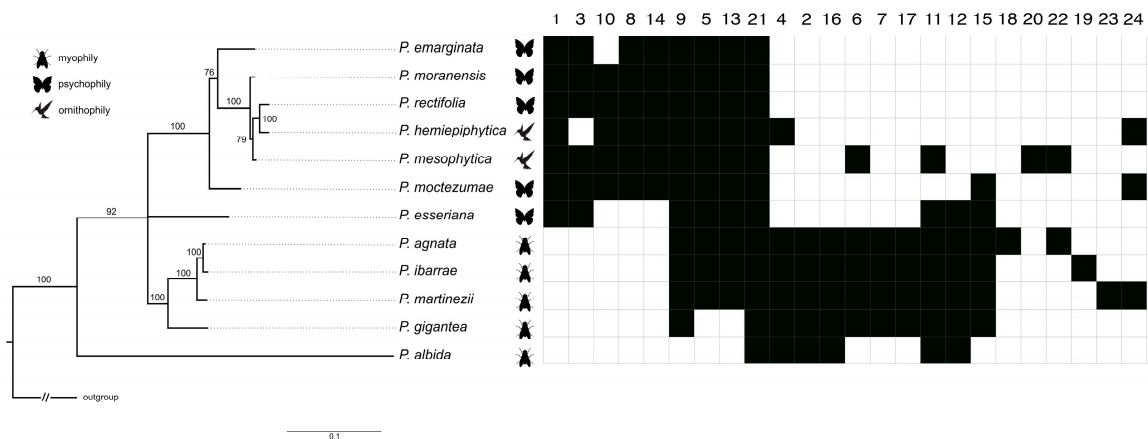 1 3 10 8 14 9 5 13 21 4 2 16 6 7 17 11 12 15 18 20 22 19 23 24
myophily
psychophily
ornithophily
P. emarginata
76
P. moranensis
100
P. rectifolia
100
100
P. hemiepiphytica
79
P. mesophytica
P. moctezumae
92
P. esseriana
100
P. agnata
100
P. ibarrae
100
100
P. martinezii
P. gigantea
P. albida
outgroup
0.1